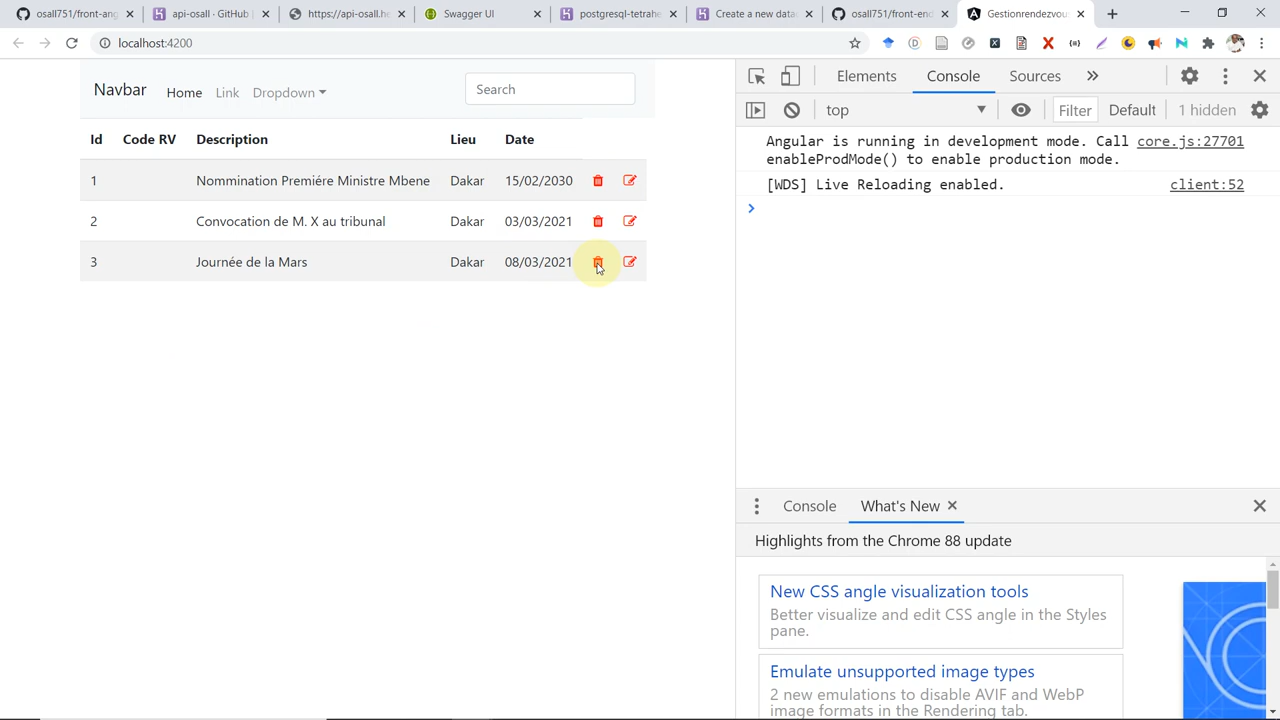 osall751/front-ang
api-osall · GitHub |
https://api-osall.he
Swagger UI
postgresql-tetrahe
Create a new datal
osall751/front-end
Gestionrendezvou
localhost:4200
Navbar
Home
Link
Dropdown
Search
Id
Code RV
Description
Lieu
Date
1
Nommination Premiére Ministre Mbene
Dakar
15/02/2030
2
Convocation de M. X au tribunal
Dakar
03/03/2021
3
Journée de la Mars
Dakar
08/03/2021
Elements
Console
Sources
top
Filter
Default
1 hidden
Angular is running in development mode. Call core.js:27701
enableProdMode() to enable production mode.
[WDS] Live Reloading enabled. client:52
Console
What's New
Highlights from the Chrome 88 update
New CSS angle visualization tools
Better visualize and edit CSS angle in the Styles
pane.
Emulate unsupported image types
2 new emulations to disable AVIF and WebP
image formats in the Rendering tab.